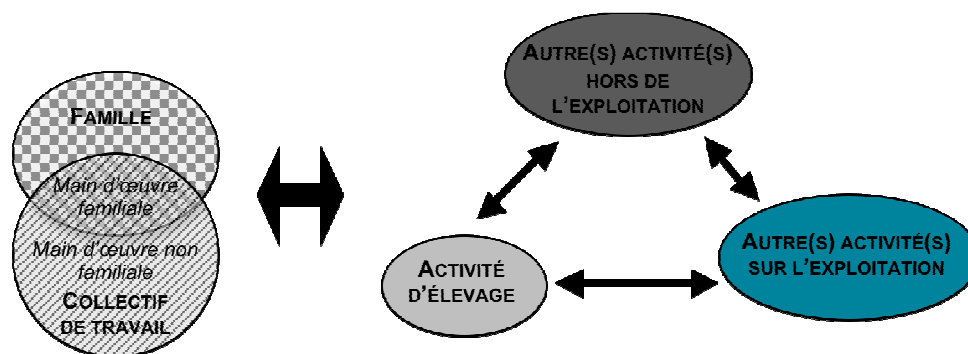 FAMILLE
Main d'œuvre
familiale
Main d'œuvre non
familiale
COLLECTIF
DE TRAVAIL
AUTRE(S) ACTIVITÉ(S)
HORS DE
L'EXPLOITATION
ACTIVITÉ
D'ÉLEVAGE
AUTRE(S) ACTIVITÉ(S)
SUR L'EXPLOITATION